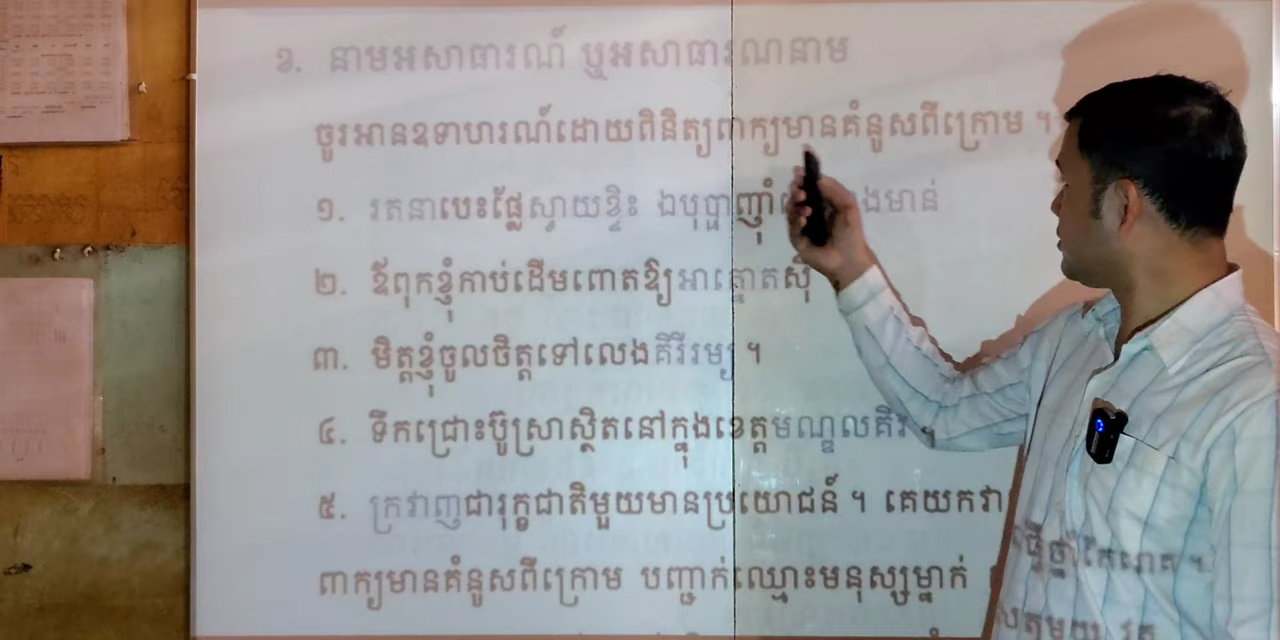 ខ. នាមអសាធារណ៍ ឬអសាធារណនាម
ចូរអានឧទាហរណ៍ដោយពិនិត្យពាក្យមានគំនូសពីក្រោម ។
១. រតនាបេះផ្លែស្វាយខ្ទិះ ឯបុប្ផាញ៉ាំ ងមាន់
២. ឪពុកខ្ញុំកាប់ដើមពោតឱ្យអាត្នោតស៊ី
៣. មិត្តខ្ញុំចូលចិត្តទៅលេងគិរីរម្យ ។
៤. ទឹកជ្រោះប៊ូស្រាស្ថិតនៅក្នុងខេត្តមណ្ឌលគិរី ។
៥. ក្រវាញជារុក្ខជាតិមួយមានប្រយោជន៍ ។ គេយកវា
ពាក្យមានគំនូសពីក្រោម បញ្ជាក់ឈ្មោះមនុស្សម្នាក់